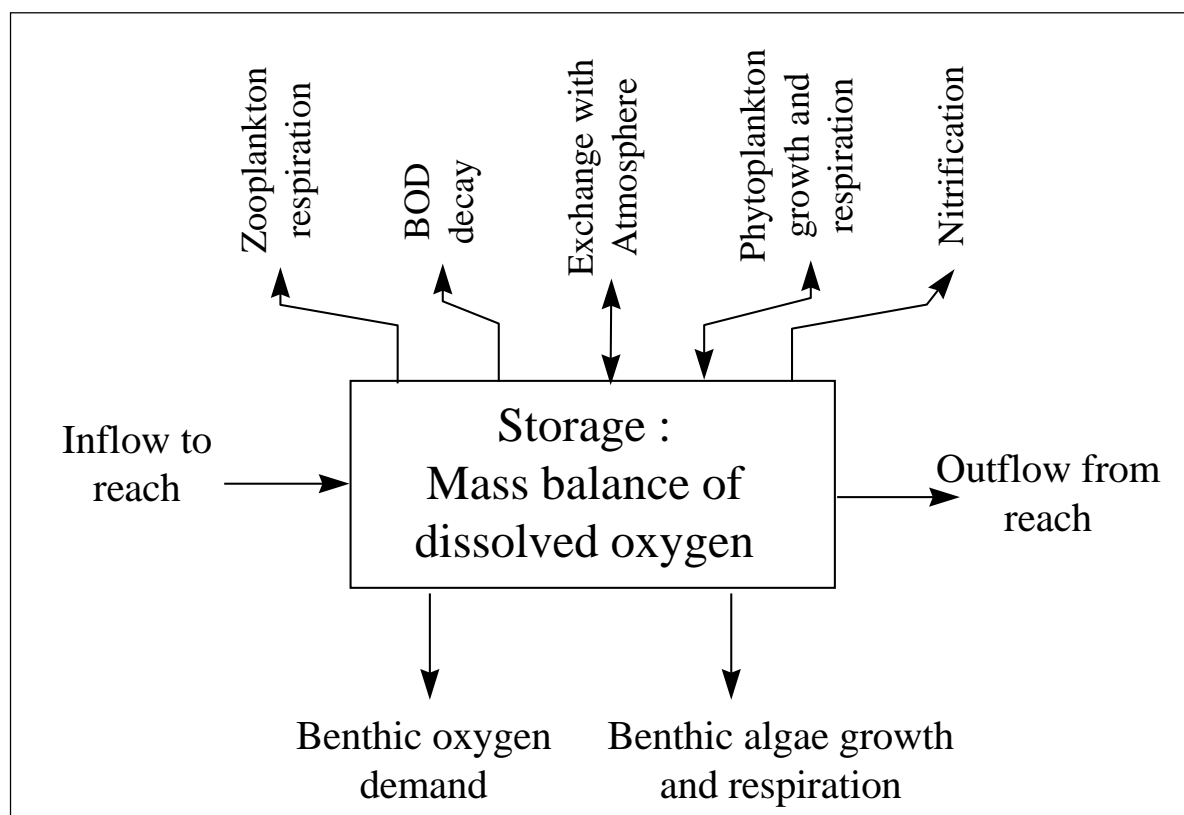 Zooplankton
respiration
BOD
decay
Exchange with
Atmosphere
Phytoplankton
growth and
respiration
Nitrification
Inflow to
reach
Storage :
Mass balance of
dissolved oxygen
Outflow from
reach
Benthic oxygen
demand
Benthic algae growth
and respiration